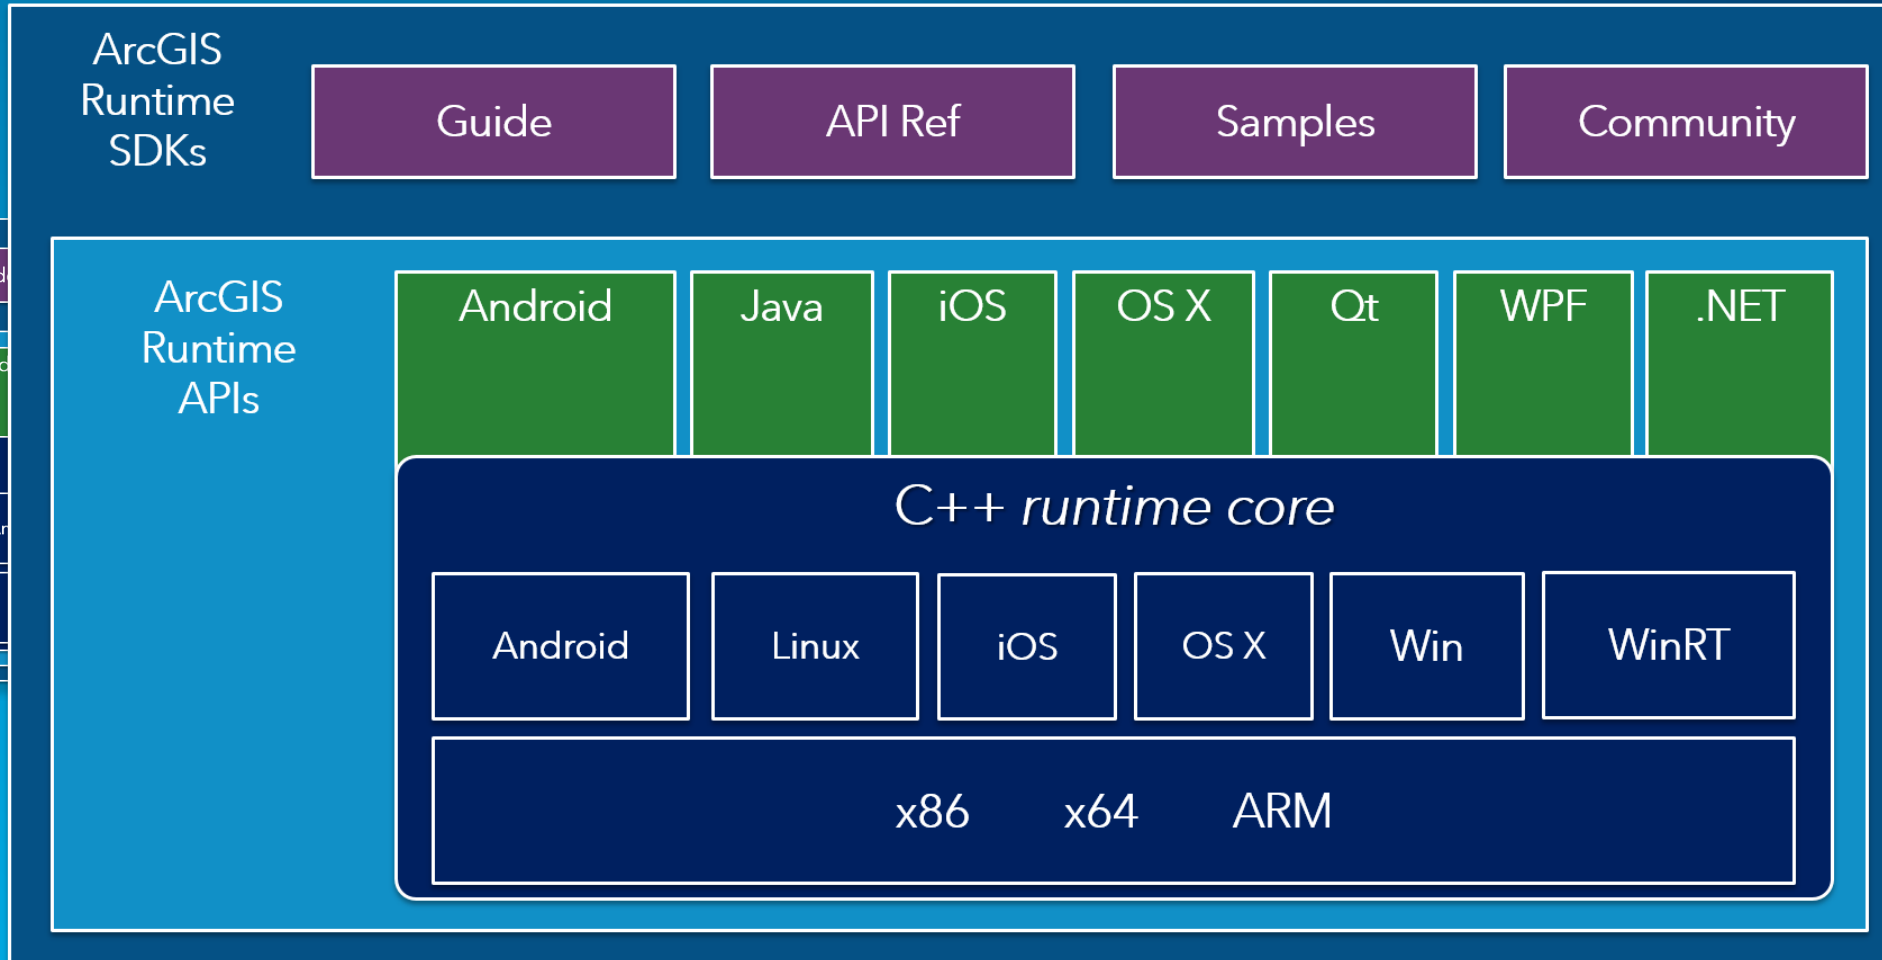 ArcGIS
Runtime
SDKs
Guide
API Ref
Samples
Community
ArcGIS
Runtime
APIs
Android
Java
iOS
OS X
Qt
WPF
.NET
C++ runtime core
Android
Linux
iOS
OS X
Win
WinRT
x86 x64 ARM